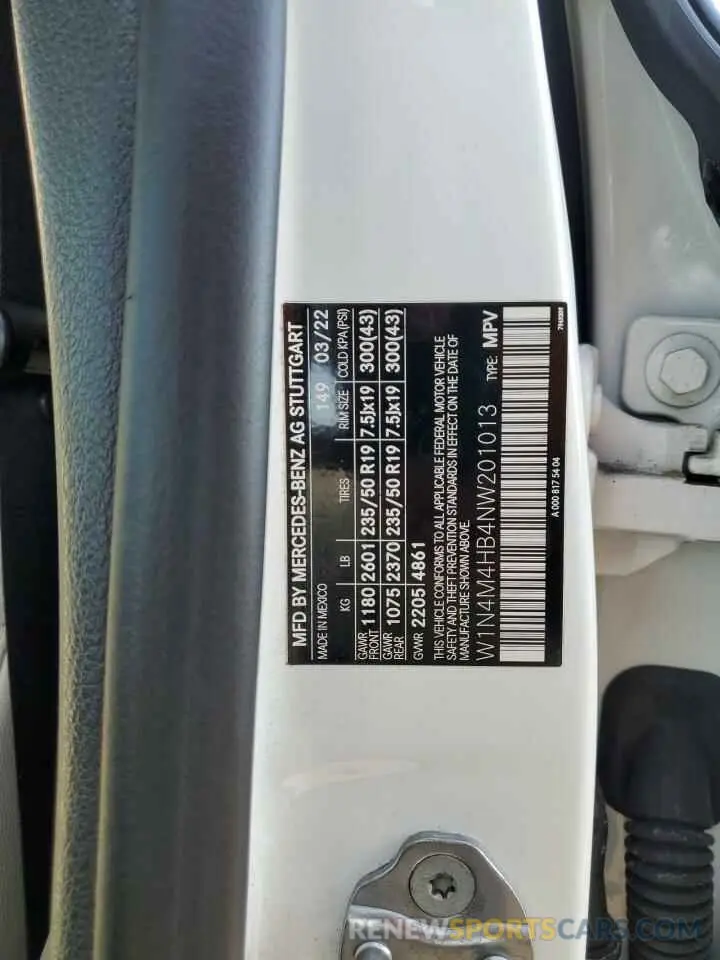 MFD BY MERCEDES-BENZ AG STUTTGART
MADE IN MEXICO 149 03/22
KG LB TIRES RIM SIZE COLD KPA(PSI)
GAWR FRONT 1180 2601 235/50 R19 7.5Jx19 300(43)
GAWR REAR 1075 2370 235/50 R19 7.5Jx19 300(43)
GVWR 2205 4861
THIS VEHICLE CONFORMS TO ALL APPLICABLE FEDERAL MOTOR VEHICLE
SAFETY AND THEFT PREVENTION STANDARDS IN EFFECT ON THE DATE OF
MANUFACTURE SHOWN ABOVE.
W1N4M4HB4NW201013 TYPE: MPV
A 000 817 54 04
RENEWSPORTSCARS.COM